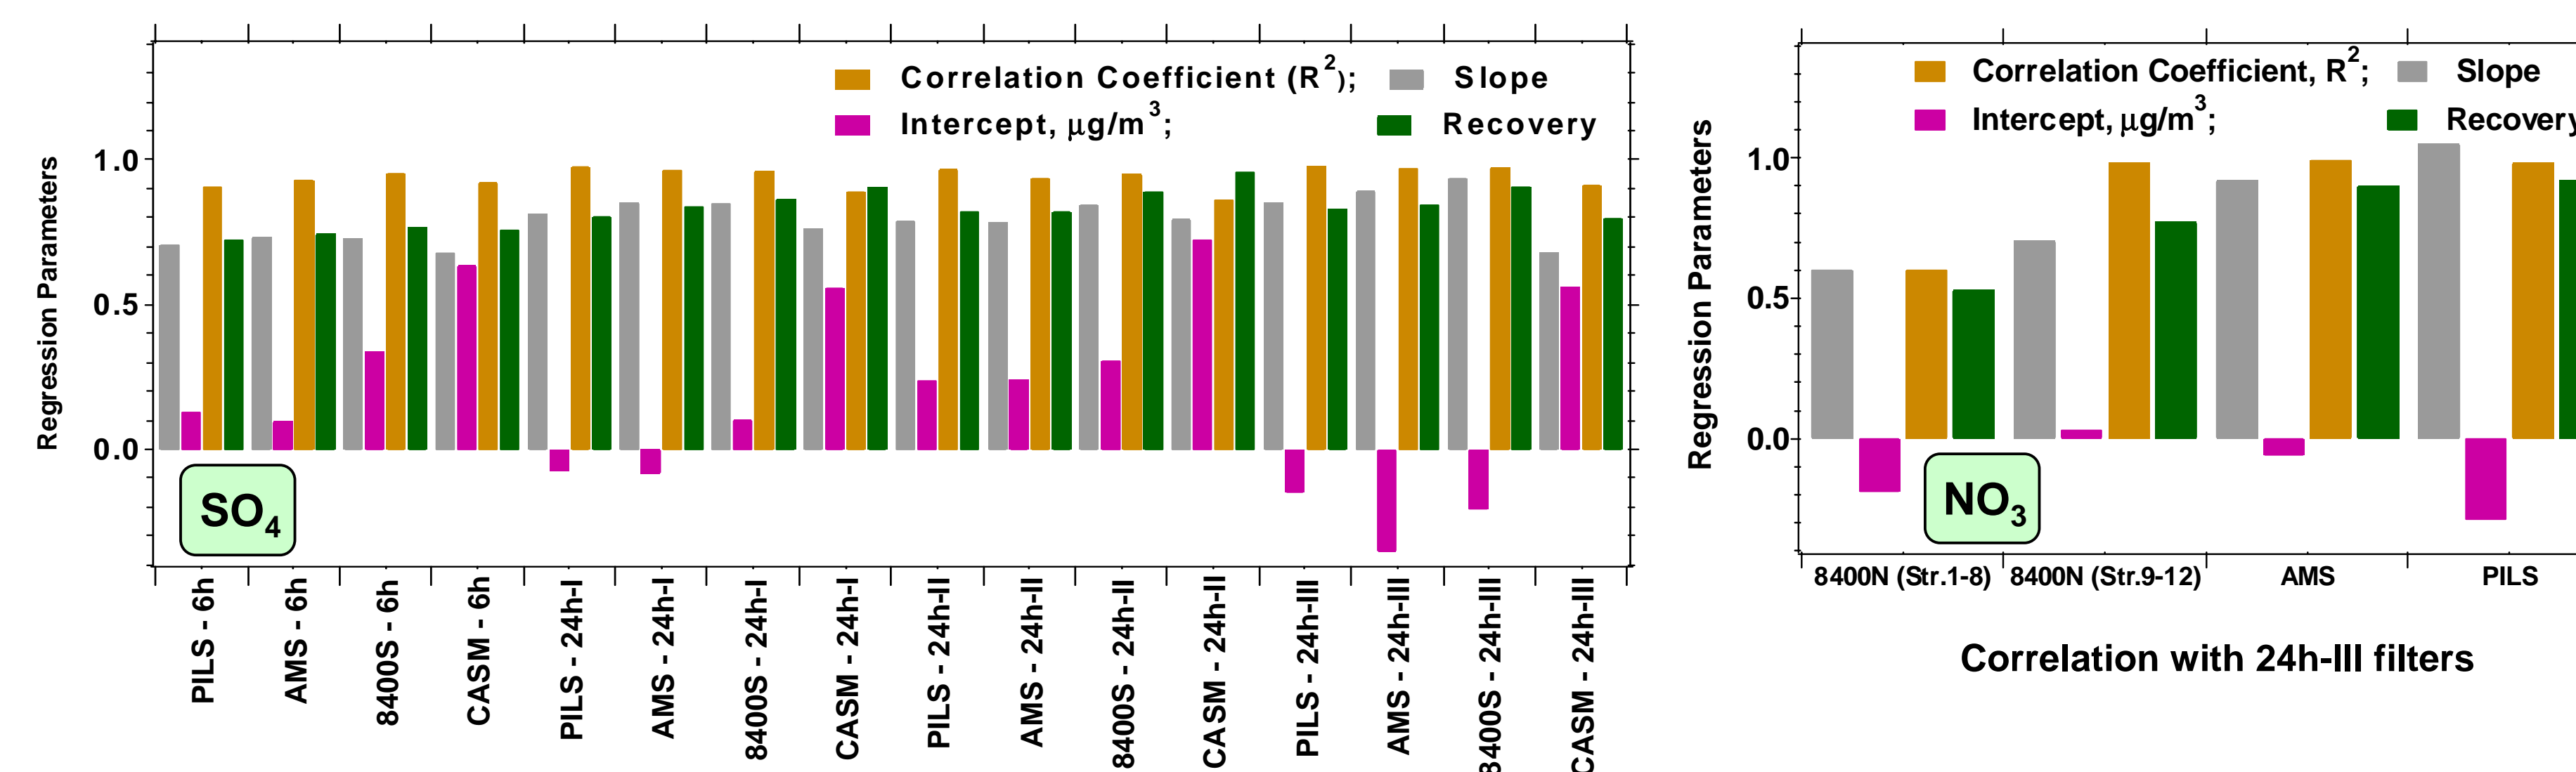 Correlation Coefficient (R2); Slope
Intercept, μg/m3; Recovery
Regression Parameters
1.0
0.5
0.0
SO4
PILS - 6h
AMS - 6h
8400S - 6h
CASM - 6h
PILS - 24h-I
AMS - 24h-I
8400S - 24h-I
CASM - 24h-I
PILS - 24h-II
AMS - 24h-II
8400S - 24h-II
CASM - 24h-II
PILS - 24h-III
AMS - 24h-III
8400S - 24h-III
CASM - 24h-III
Correlation Coefficient, R2; Slope
Intercept, μg/m3; Recovery
Regression Parameters
1.0
0.5
0.0
NO3
8400N (Str.1-8) 8400N (Str.9-12) AMS PILS
Correlation with 24h-III filters